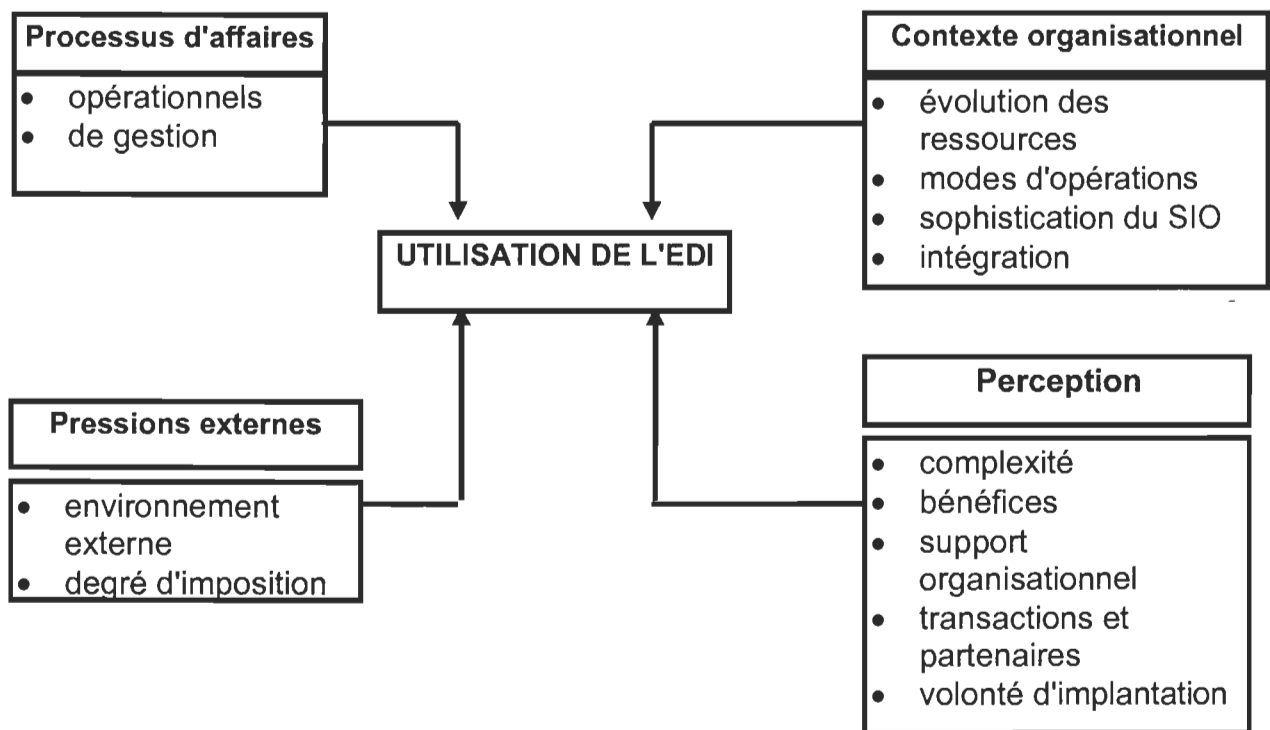 Processus d'affaires
• opérationnels
• de gestion
Contexte organisationnel
• évolution des
ressources
• modes d'opérations
• sophistication du SIO
• intégration
UTILISATION DE L'EDI
Pressions externes
• environnement
externe
• degré d'imposition
Perception
• complexité
• bénéfices
• support
organisationnel
• transactions et
partenaires
• volonté d'implantation